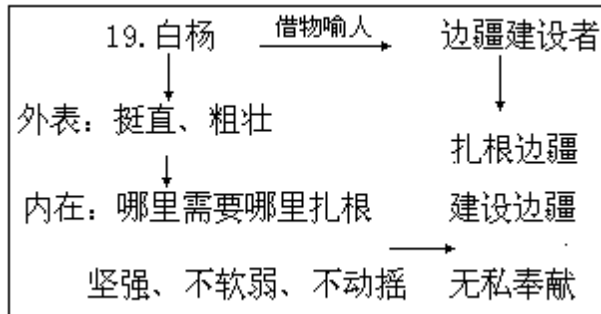 19.白杨 借物喻人 边疆建设者
外表：挺直、粗壮
扎根边疆
内在：哪里需要哪里扎根 建设边疆
坚强、不软弱、不动摇 无私奉献